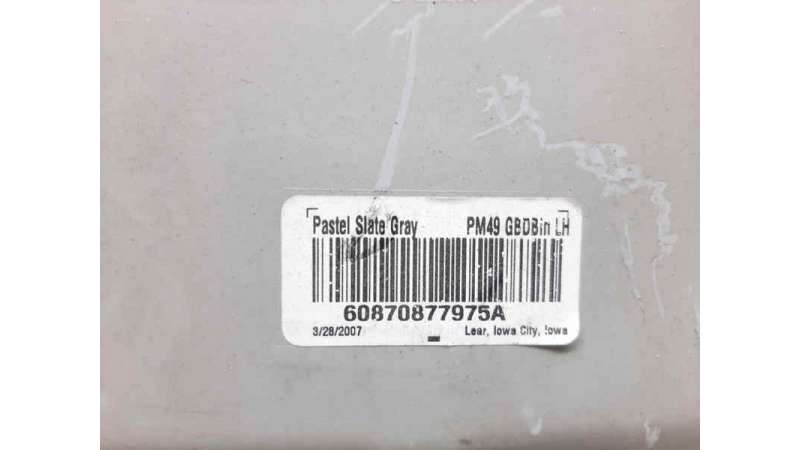 Pastel Slate Gray PM49 GBDBin LH
60870877975A
3/28/2007 Lear, Iowa City, Iowa